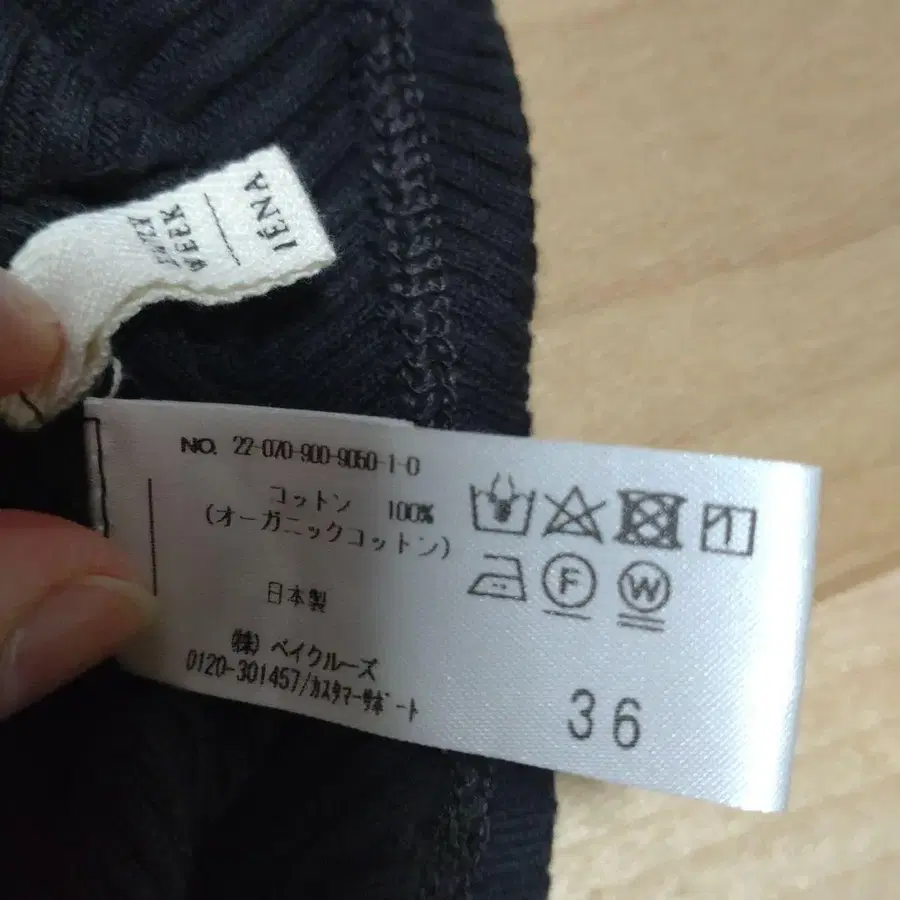 IÉNA
WEEK
NO. 22-070-900-9050-1-0
コットン 100%
(オーガニックコットン)
日本製
㈱ ベイクルーズ
0120-301457/カスタマーサポート
F
W
36